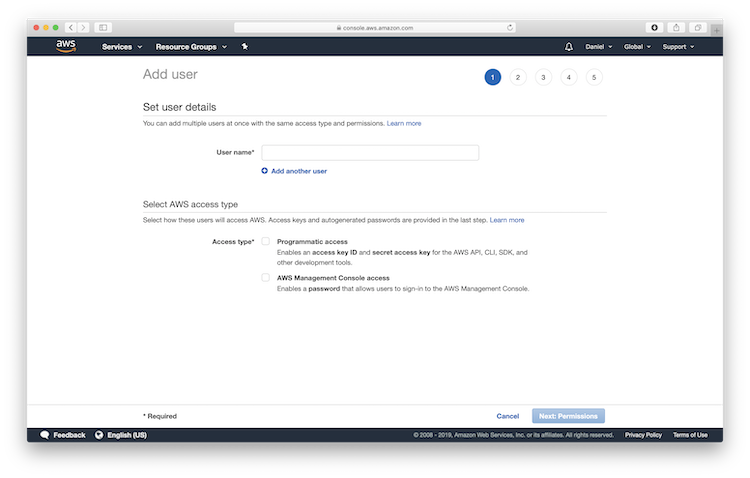 console.aws.amazon.com
aws Services Resource Groups Daniel Global Support
Add user 1 2 3 4 5
Set user details
You can add multiple users at once with the same access type and permissions. Learn more
User name*
Add another user
Select AWS access type
Select how these users will access AWS. Access keys and autogenerated passwords are provided in the last step. Learn more
Access type* Programmatic access
Enables an access key ID and secret access key for the AWS API, CLI, SDK, and
other development tools.
AWS Management Console access
Enables a password that allows users to sign-in to the AWS Management Console.
* Required Cancel Next: Permissions
Feedback English (US) © 2008 - 2019, Amazon Web Services, Inc. or its affiliates. All rights reserved. Privacy Policy Terms of Use